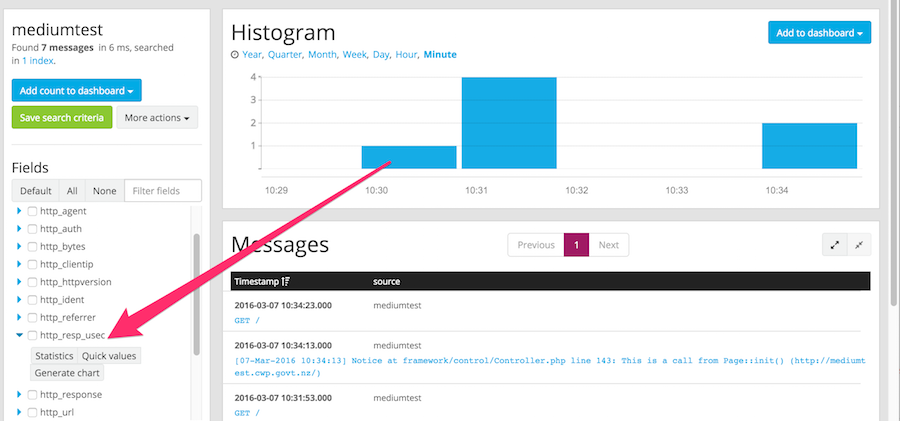 mediumtest
Found 7 messages in 6 ms, searched
in 1 index.
Add count to dashboard
Save search criteria
More actions
Fields
Default
All
None
Filter fields
http_agent
http_auth
http_bytes
http_clientip
http_httpversion
http_ident
http_referrer
http_resp_usec
Statistics
Quick values
Generate chart
http_response
http_url
Histogram
Add to dashboard
Year, Quarter, Month, Week, Day, Hour, Minute
4
3
2
1
10:29
10:30
10:31
10:32
10:33
10:34
Messages
Previous
1
Next
Timestamp
source
2016-03-07 10:34:23.000
mediumtest
GET /
2016-03-07 10:34:13.000
mediumtest
[07-Mar-2016 10:34:13] Notice at framework/control/Controller.php line 143: This is a call from Page::init() (http://mediumt
est.cwp.govt.nz/)
2016-03-07 10:31:53.000
mediumtest
GET /